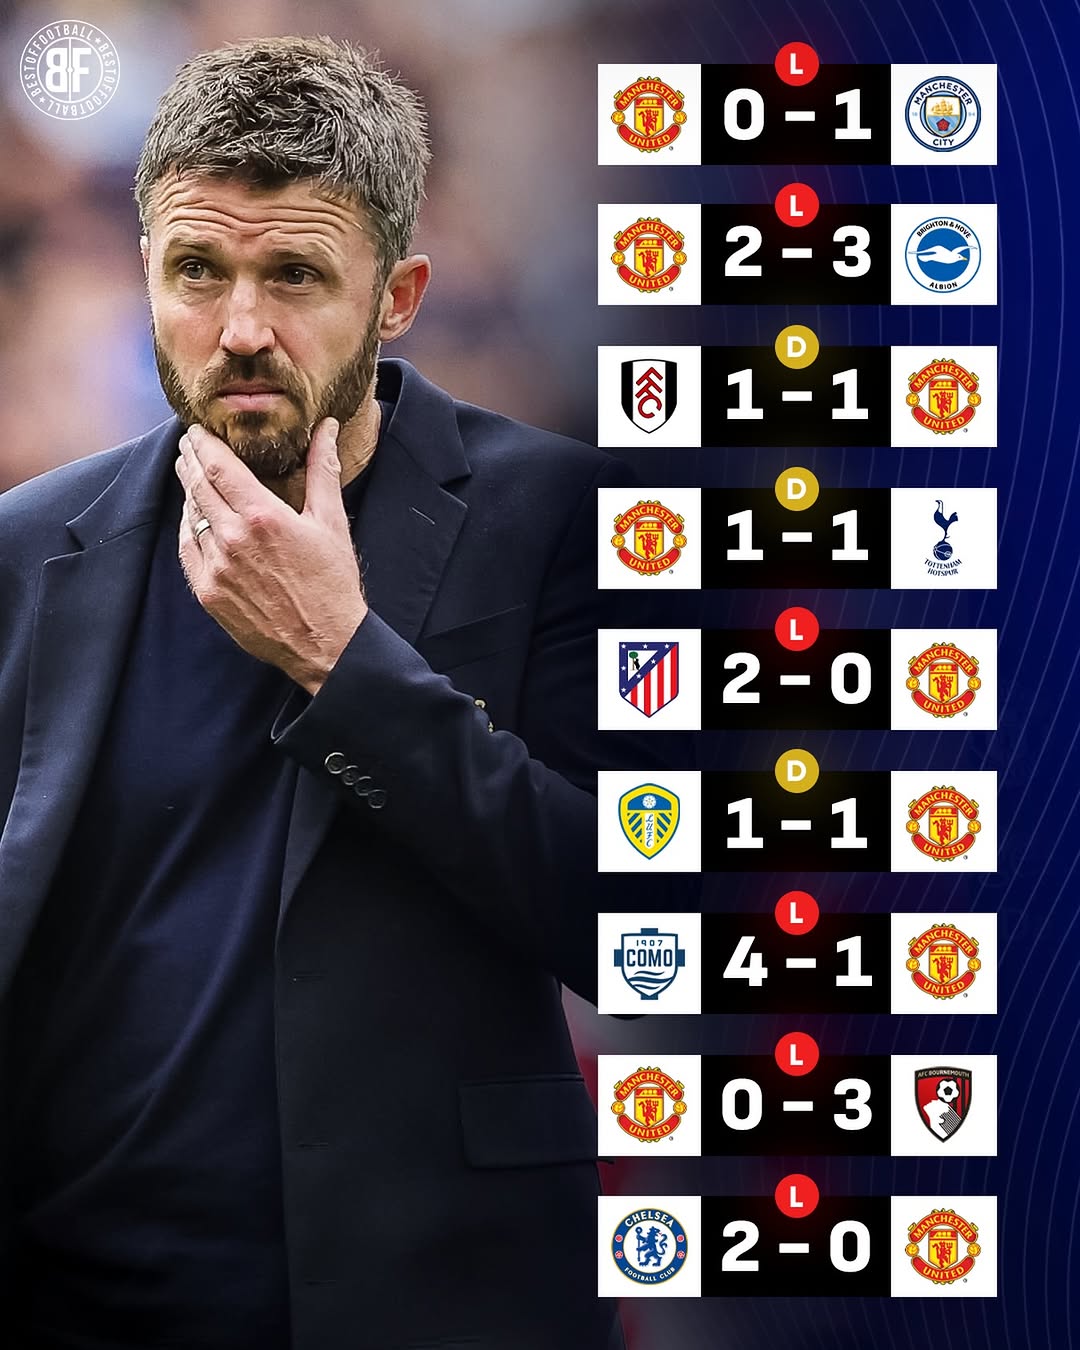 BESTOFFOOTBALL • BESTOFFOOTBALL •
BF
L
MANCHESTER
UNITED
0 - 1
MANCHESTER
CITY
L
MANCHESTER
UNITED
2 - 3
BRIGHTON & HOVE
ALBION
D
FFC
1 - 1
MANCHESTER
UNITED
D
MANCHESTER
UNITED
1 - 1
TOTTENHAM
HOTSPUR
L
2 - 0
MANCHESTER
UNITED
D
LUFC
1 - 1
MANCHESTER
UNITED
L
1907
COMO
4 - 1
MANCHESTER
UNITED
L
MANCHESTER
UNITED
0 - 3
AFC BOURNEMOUTH
L
CHELSEA
FOOTBALL CLUB
2 - 0
MANCHESTER
UNITED